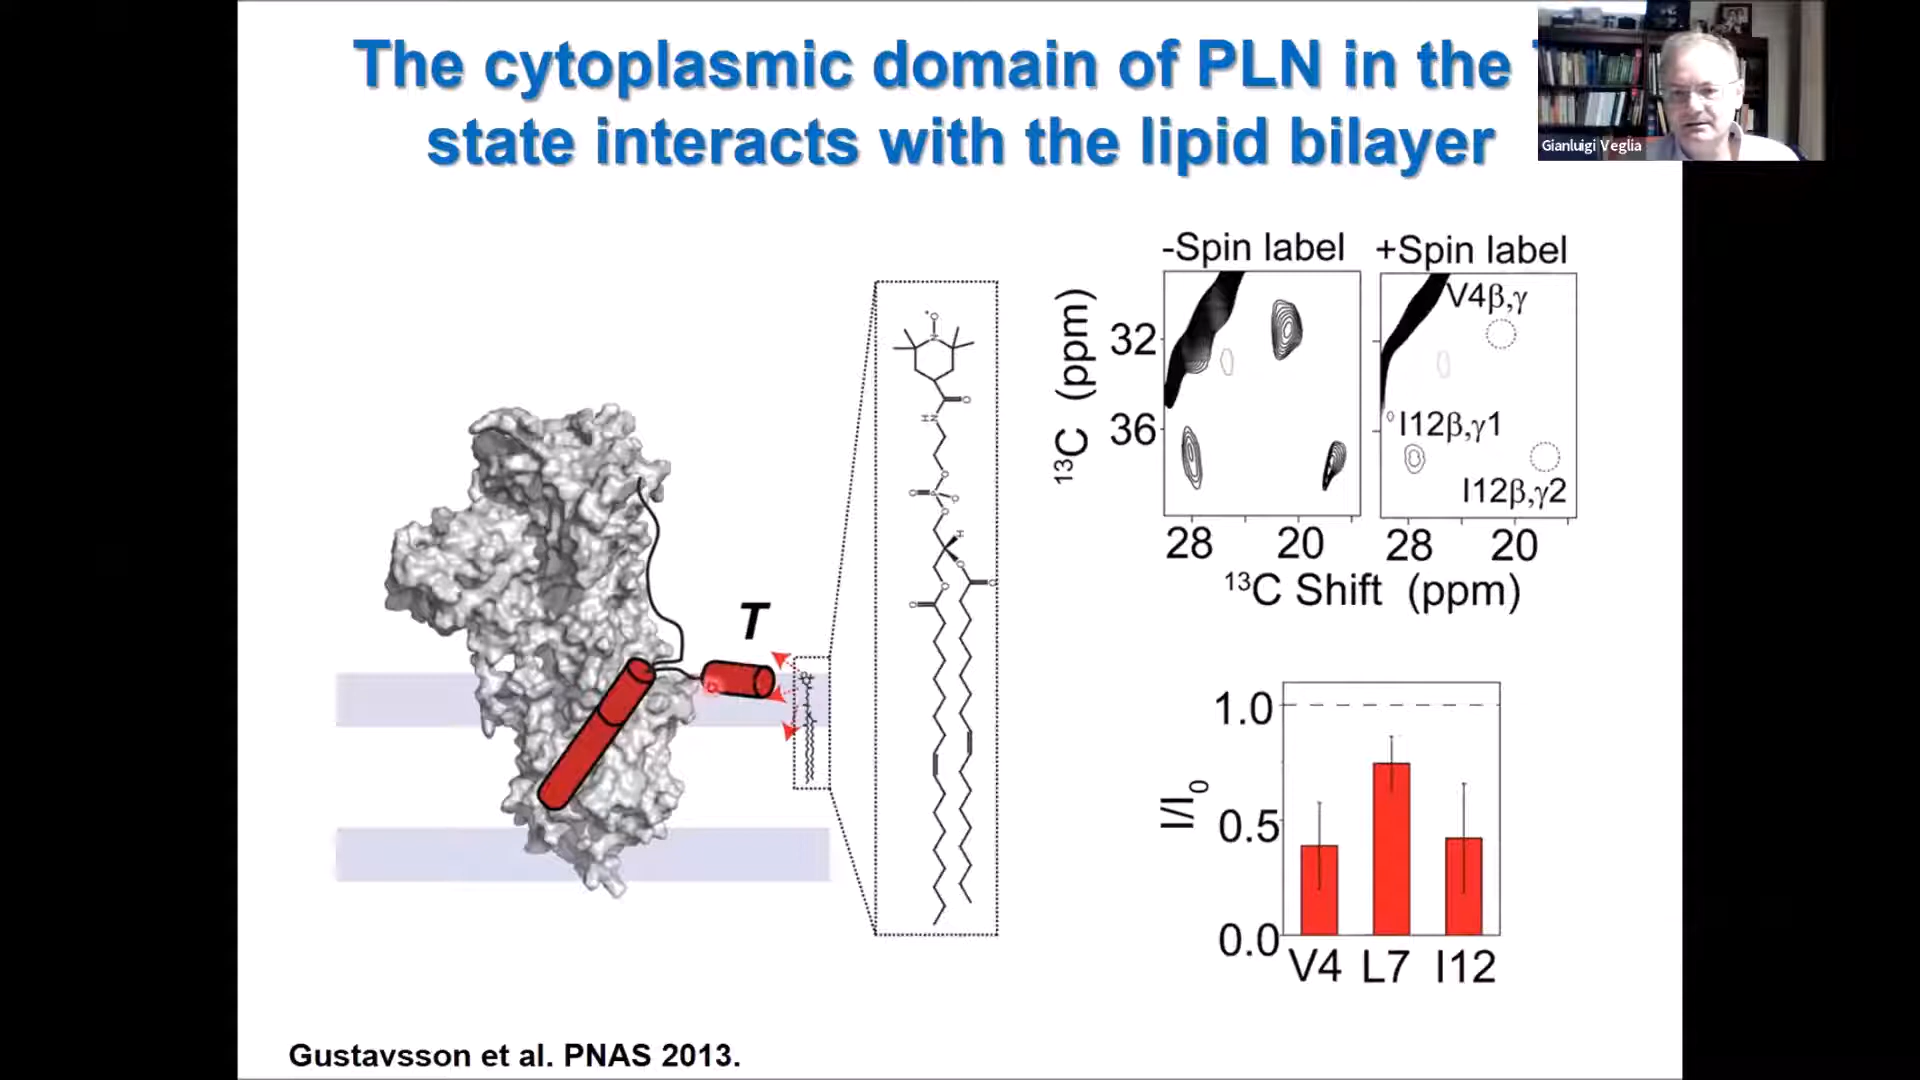 The cytoplasmic domain of PLN in the
state interacts with the lipid bilayer
Gianluigi Veglia
-Spin label
+Spin label
V4β,γ
32
I12β,γ1
36
I12β,γ2
¹³C (ppm)
28
20
28
20
¹³C Shift (ppm)
T
1.0
I/I₀
0.5
0.0
V4
L7
I12
Gustavsson et al. PNAS 2013.